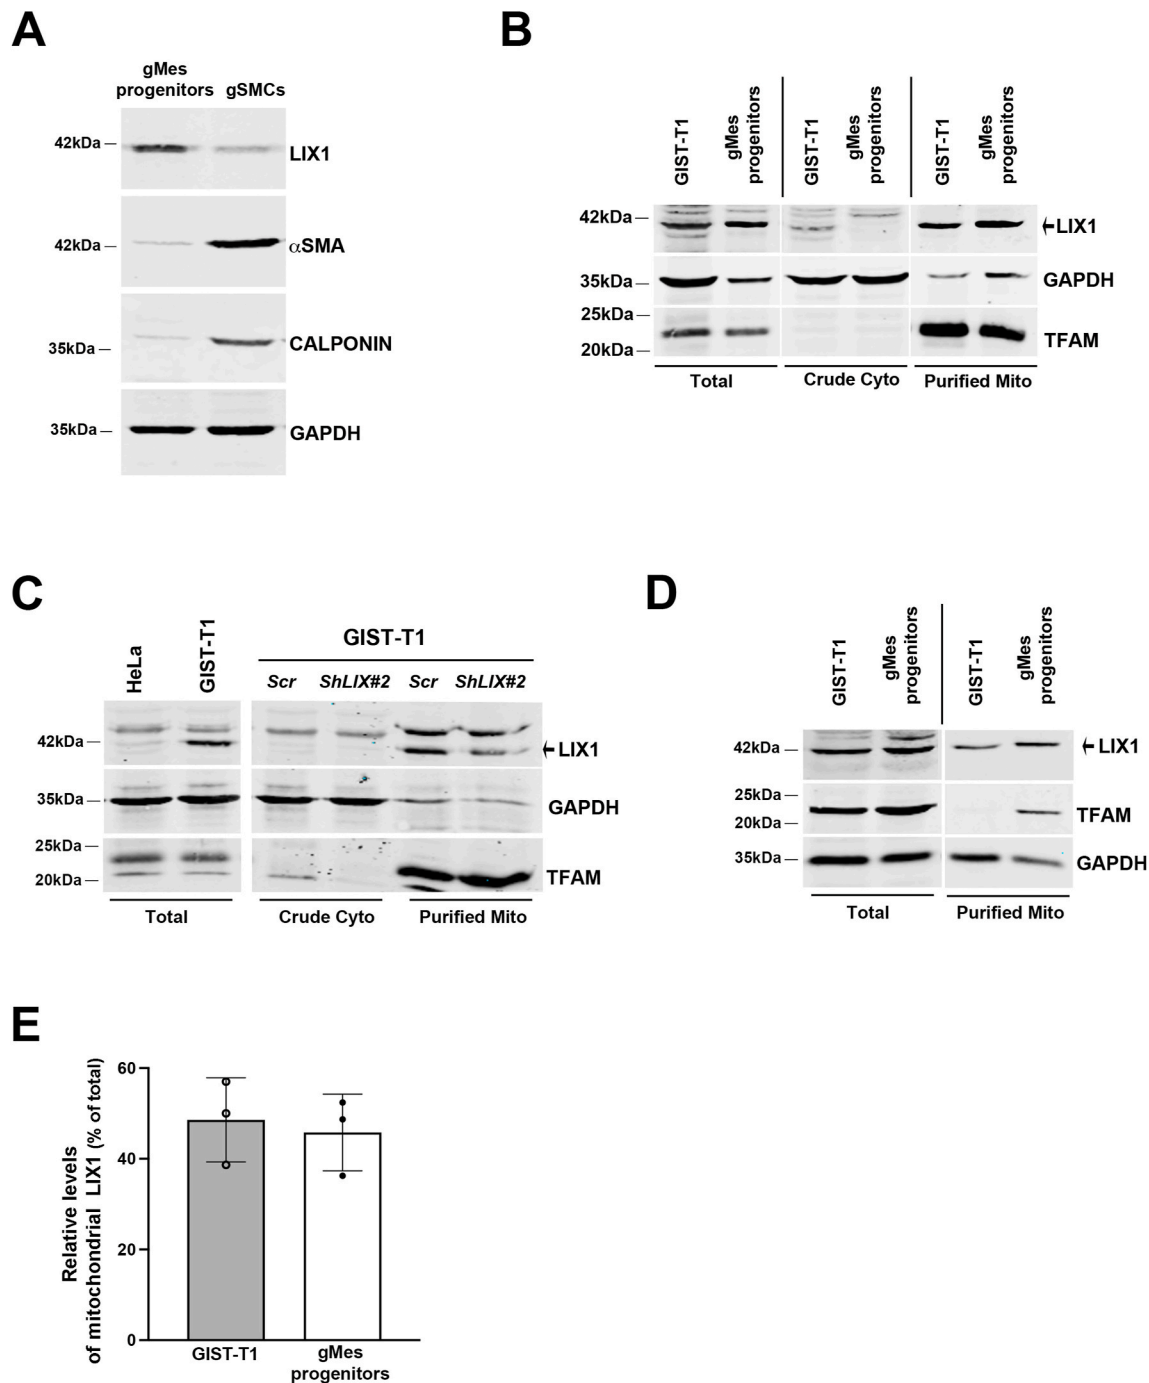 A
gMes
progenitors gSMCs
42kDa
LIX1
42kDa
αSMA
35kDa
CALPONIN
35kDa
GAPDH
B
GIST-T1
gMes
progenitors
GIST-T1
gMes
progenitors
GIST-T1
gMes
progenitors
42kDa
LIX1
35kDa
GAPDH
25kDa
20kDa
TFAM
Total
Crude Cyto
Purified Mito
C
HeLa
GIST-T1
GIST-T1
Scr ShLIX#2 Scr ShLIX#2
42kDa
LIX1
35kDa
GAPDH
25kDa
20kDa
TFAM
Total
Crude Cyto
Purified Mito
D
GIST-T1
gMes
progenitors
GIST-T1
gMes
progenitors
42kDa
LIX1
25kDa
20kDa
TFAM
35kDa
GAPDH
Total
Purified Mito
E
Relative levels
of mitochondrial LIX1 (% of total)
60
40
20
0
GIST-T1
gMes
progenitors